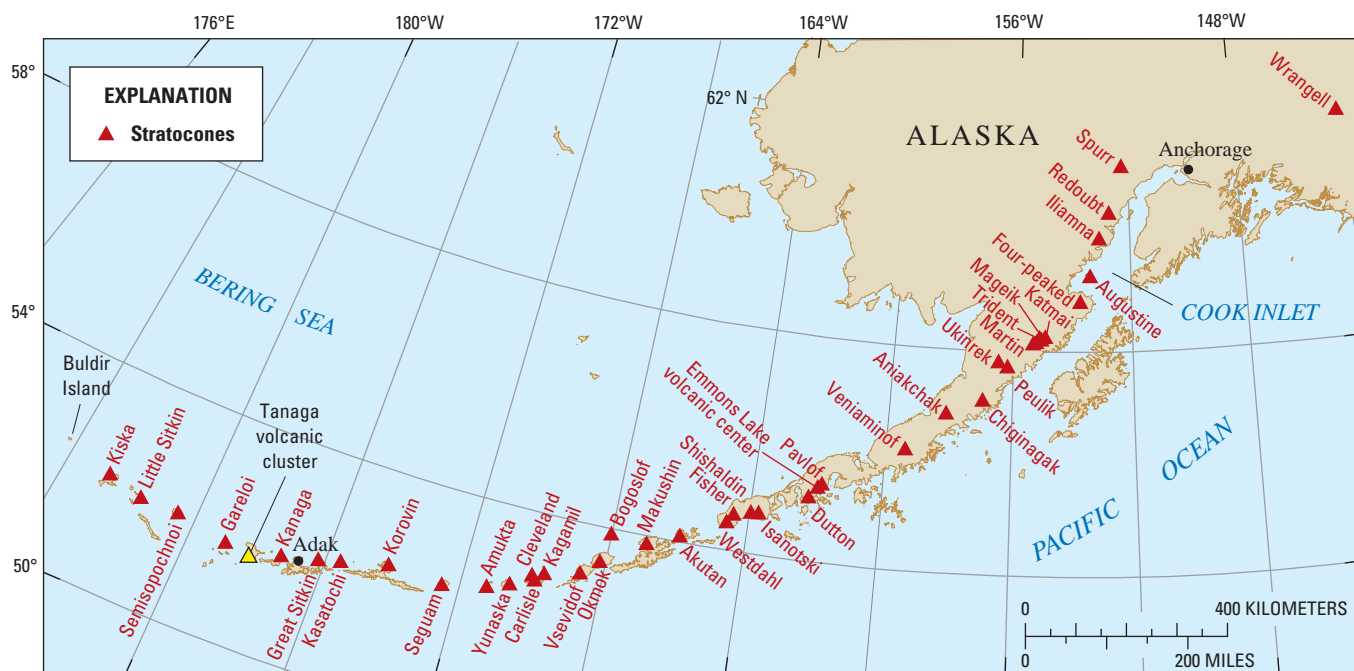 176°E
180°W
172°W
164°W
156°W
148°W
58°
54°
50°
62° N
EXPLANATION
Stratocones
ALASKA
Anchorage
Wrangell
Spurr
Redoubt
Iliamna
Augustine
COOK INLET
Four-peaked
Katmai
Mageik
Trident
Martin
Ukinrek
Peulik
Chiginagak
Aniakchak
Veniaminof
Emmons Lake
volcanic center
Pavlof
Dutton
Shishaldin
Fisher
Isanotski
Westdahl
Akutan
Makushin
Bogoslof
Okmok
Vsevidof
Kagamil
Cleveland
Carlisle
Yunaska
Amukta
Seguam
Korovin
Kasatochi
Great Sitkin
Adak
Kanaga
Tanaga
volcanic
cluster
Gareloi
Semisopochnoi
Little Sitkin
Kiska
Buldir
Island
BERING SEA
PACIFIC OCEAN
0 400 KILOMETERS
0 200 MILES